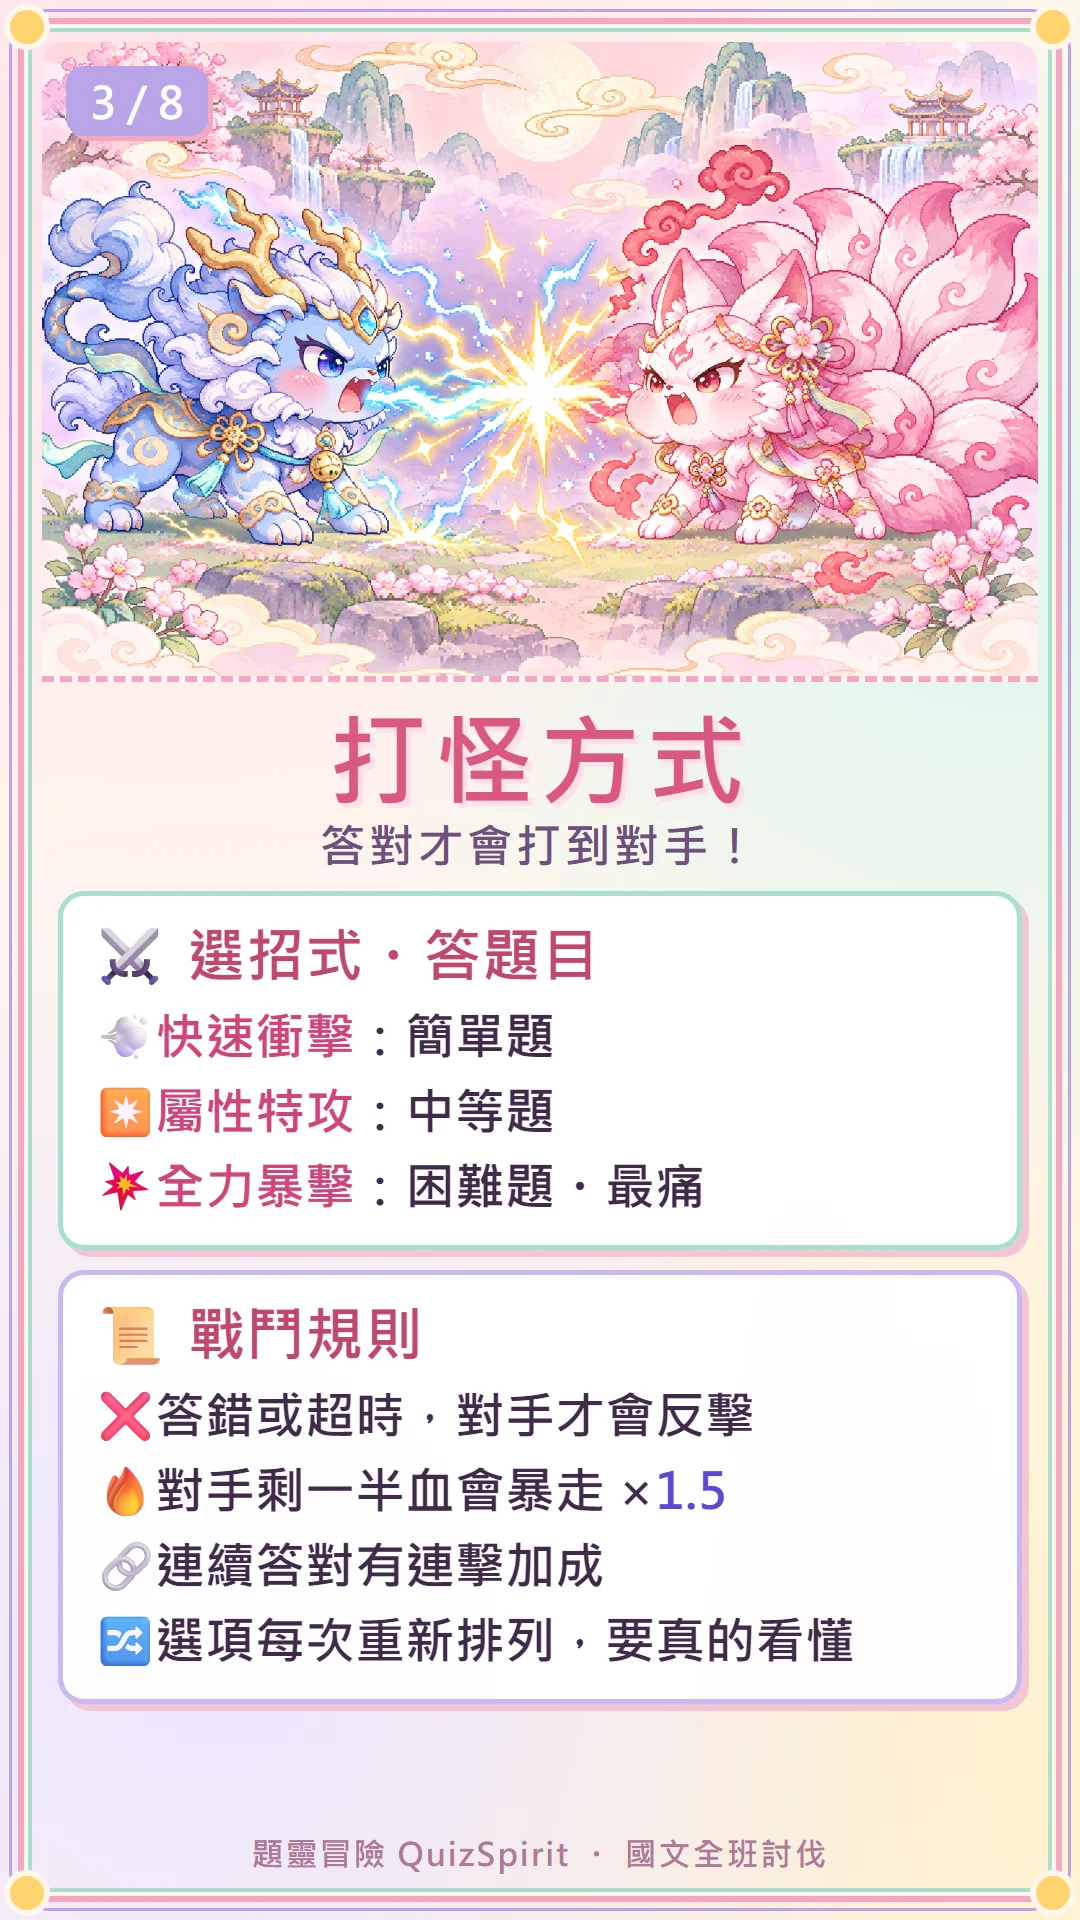 3/8
打怪方式
答對才會打到對手！
⚔️ 選招式・答題目
💨快速衝擊：簡單題
✴️屬性特攻：中等題
💥全力暴擊：困難題・最痛
📜 戰鬥規則
❌答錯或超時，對手才會反擊
🔥對手剩一半血會暴走 ×1.5
🔗連續答對有連擊加成
🔀選項每次重新排列，要真的看懂
題靈冒險 QuizSpirit ・ 國文全班討伐